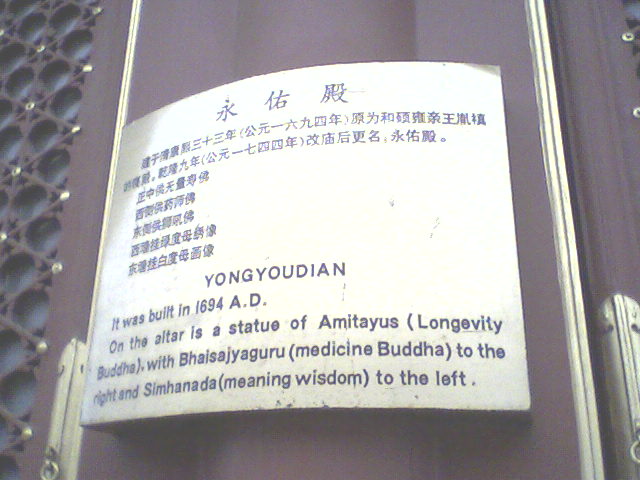 永佑殿
建于清康熙三十三年(公元一六九四年)原为和硕雍亲王胤禛
的寝殿。乾隆九年(公元一七四四年)改庙后更名,永佑殿。
正中供无量寿佛
西侧供药师佛
东侧供狮吼佛
西墙挂绿度母绣像
东墙挂白度母画像
YONGYOUDIAN
It was built in 1694 A.D.
On the altar is a statue of Amitayus (Longevity
Buddha), with Bhaisajyaguru (medicine Buddha) to the
right and Simhanada (meaning wisdom) to the left.